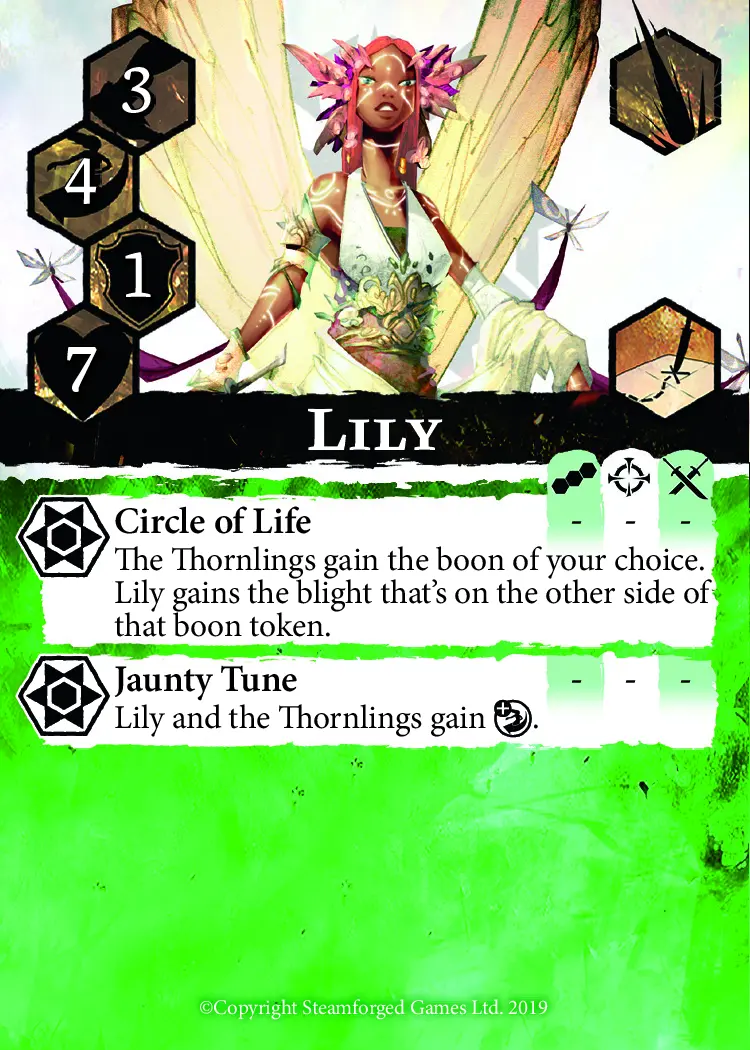 3
4
1
7
Lily
Circle of Life - - -
The Thornlings gain the boon of your choice.
Lily gains the blight that’s on the other side of
that boon token.
Jaunty Tune - - -
Lily and the Thornlings gain .
©Copyright Steamforged Games Ltd. 2019